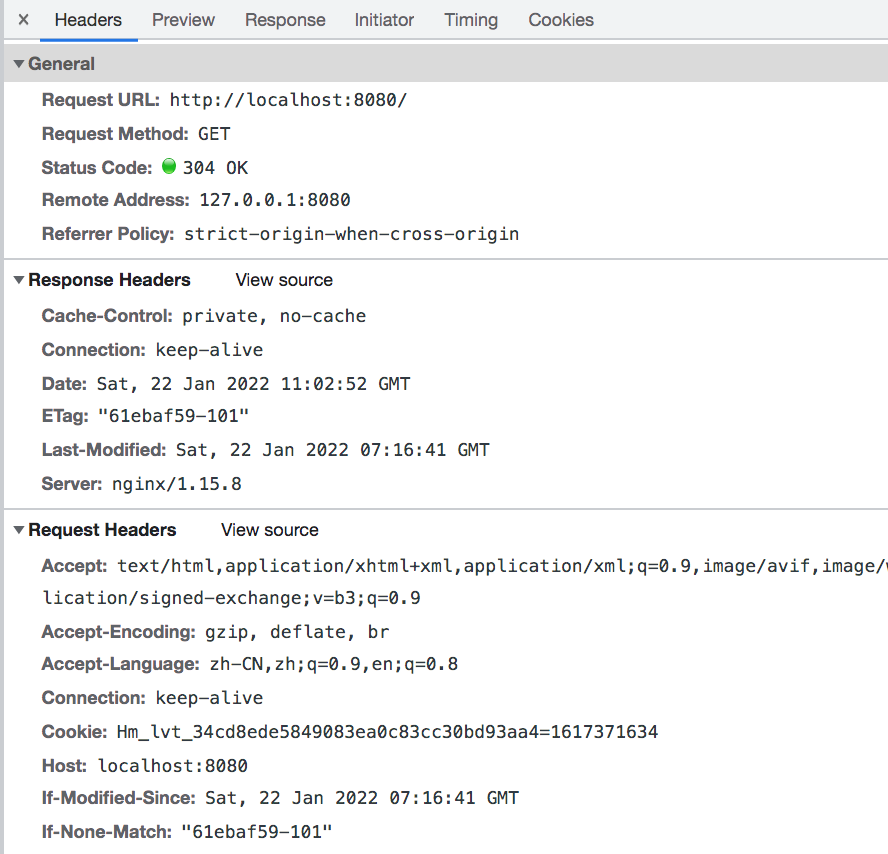 × Headers Preview Response Initiator Timing Cookies
▼ General
Request URL: http://localhost:8080/
Request Method: GET
Status Code: 304 OK
Remote Address: 127.0.0.1:8080
Referrer Policy: strict-origin-when-cross-origin
▼ Response Headers View source
Cache-Control: private, no-cache
Connection: keep-alive
Date: Sat, 22 Jan 2022 11:02:52 GMT
ETag: "61ebaf59-101"
Last-Modified: Sat, 22 Jan 2022 07:16:41 GMT
Server: nginx/1.15.8
▼ Request Headers View source
Accept: text/html,application/xhtml+xml,application/xml;q=0.9,image/avif,image/w
lication/signed-exchange;v=b3;q=0.9
Accept-Encoding: gzip, deflate, br
Accept-Language: zh-CN,zh;q=0.9,en;q=0.8
Connection: keep-alive
Cookie: Hm_lvt_34cd8ede5849083ea0c83cc30bd93aa4=1617371634
Host: localhost:8080
If-Modified-Since: Sat, 22 Jan 2022 07:16:41 GMT
If-None-Match: "61ebaf59-101"